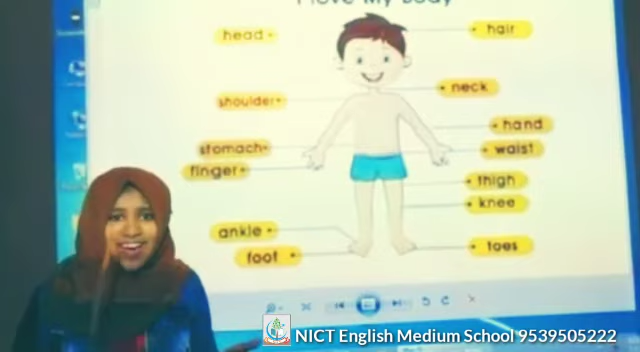 I love My Body
head
hair
neck
shoulder
hand
stomach
waist
finger
thigh
knee
ankle
toes
foot
NICT English Medium School 9539505222